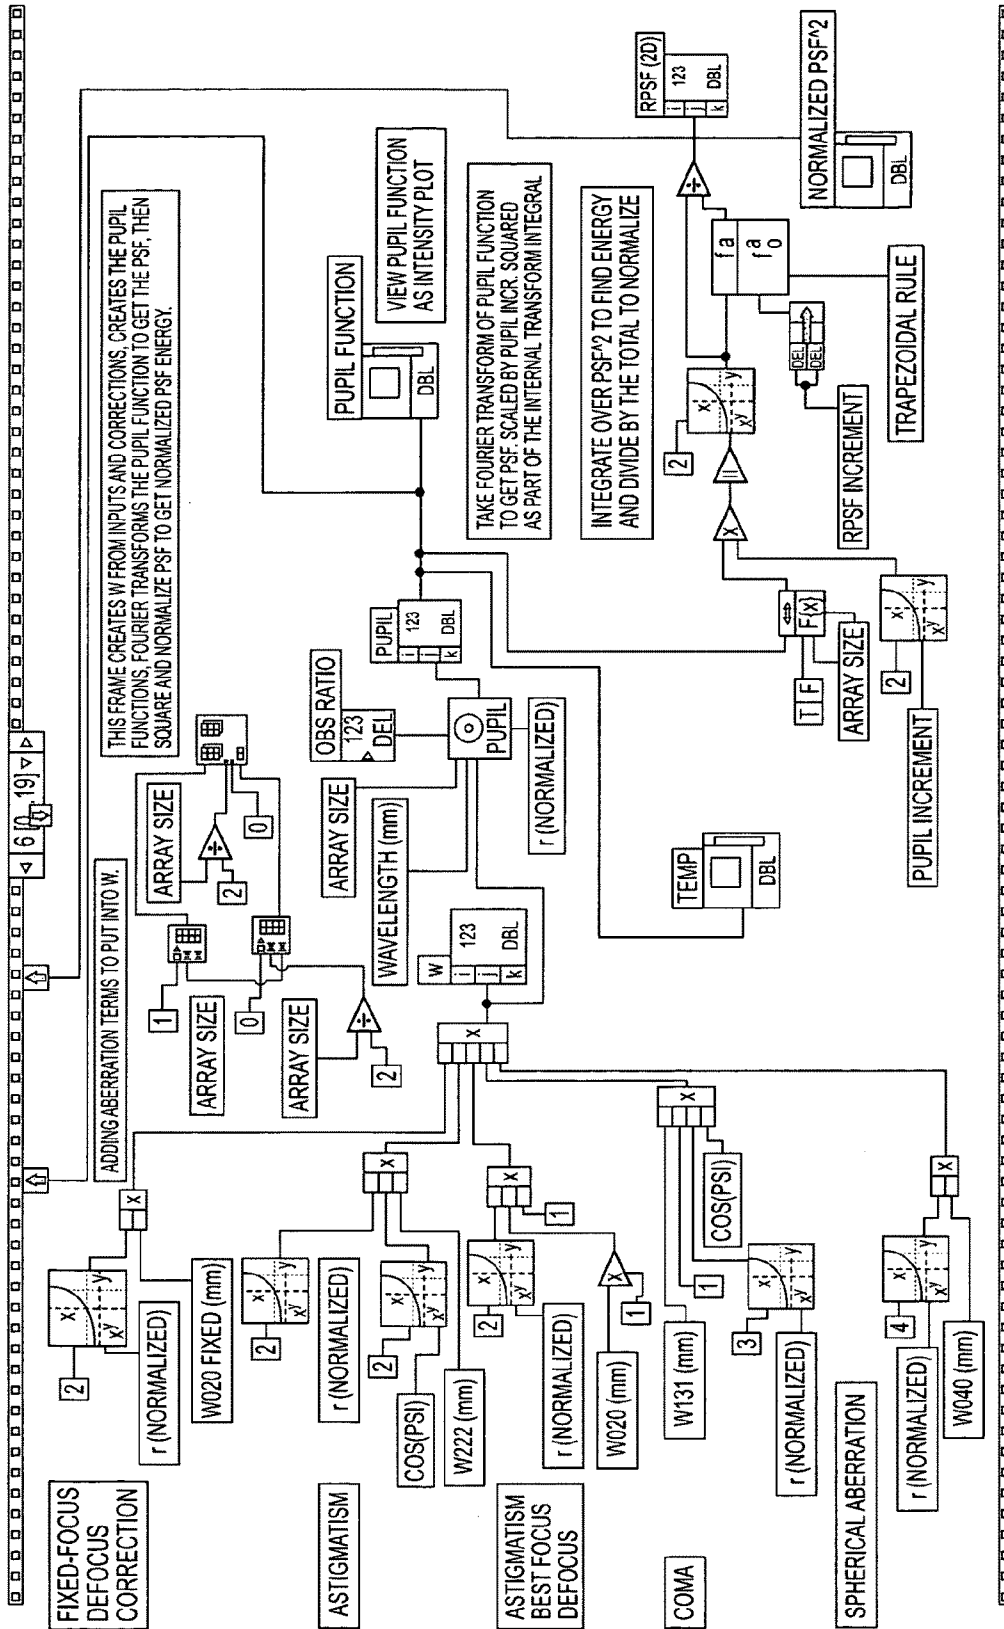 6 [0..19]
THIS FRAME CREATES W FROM INPUTS AND CORRECTIONS, CREATES THE PUPIL
FUNCTIONS, FOURIER TRANSFORMS THE PUPIL FUNCTION TO GET THE PSF, THEN
SQUARE AND NORMALIZE PSF TO GET NORMALIZED PSF ENERGY.
ADDING ABERRATION TERMS TO PUT INTO W.
FIXED-FOCUS
DEFOCUS
CORRECTION
2
x
y
x^y
r (NORMALIZED)
W020 FIXED (mm)
X
ASTIGMATISM
2
x
y
x^y
r (NORMALIZED)
2
x
y
x^y
COS(PSI)
W222 (mm)
X
ASTIGMATISM
BEST FOCUS
DEFOCUS
2
x
y
x^y
r (NORMALIZED)
W020 (mm)
X
1
1
X
COMA
W131 (mm)
1
3
x
y
x^y
r (NORMALIZED)
COS(PSI)
X
SPHERICAL ABERRATION
4
x
y
x^y
r (NORMALIZED)
W040 (mm)
X
X
1
ARRAY SIZE
0
ARRAY SIZE
2
÷
ARRAY SIZE
2
÷
0
W
123
i
j
k
DBL
ARRAY SIZE
WAVELENGTH (mm)
OBS RATIO
123
DEL
PUPIL
r (NORMALIZED)
PUPIL
123
i
j
k
DBL
PUPIL FUNCTION
DBL
VIEW PUPIL FUNCTION
AS INTENSITY PLOT
TEMP
DBL
TAKE FOURIER TRANSFORM OF PUPIL FUNCTION
TO GET PSF. SCALED BY PUPIL INCR. SQUARED
AS PART OF THE INTERNAL TRANSFORM INTEGRAL
T F
F{x}
ARRAY SIZE
2
x
y
x^y
PUPIL INCREMENT
X
||
INTEGRATE OVER PSF^2 TO FIND ENERGY
AND DIVIDE BY THE TOTAL TO NORMALIZE
2
x
y
x^y
DEL
DEL
RPSF INCREMENT
f a
f a
o
TRAPEZOIDAL RULE
÷
RPSF (2D)
123
i
j
k
DBL
NORMALIZED PSF^2
DBL